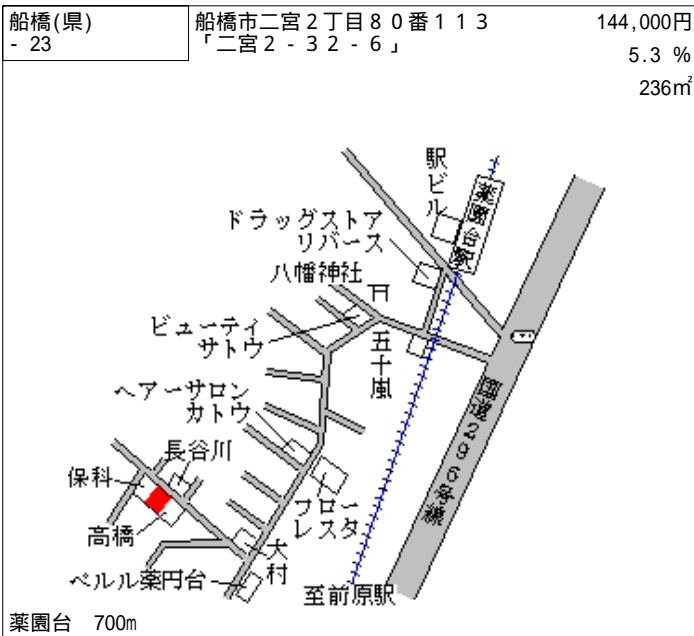 船橋(県)
- 23
船橋市二宮２丁目８０番１１３
「二宮２‐３２‐６」
144,000円
5.3 %
236㎡
駅ビル
薬園台駅
ドラッグストア
リバース
八幡神社
ビューティ
サトウ
五十嵐
ヘアーサロン
カトウ
国道296号線
長谷川
保科
フロー
レスタ
高橋
大村
ベルル薬円台
至前原駅
薬園台　700m